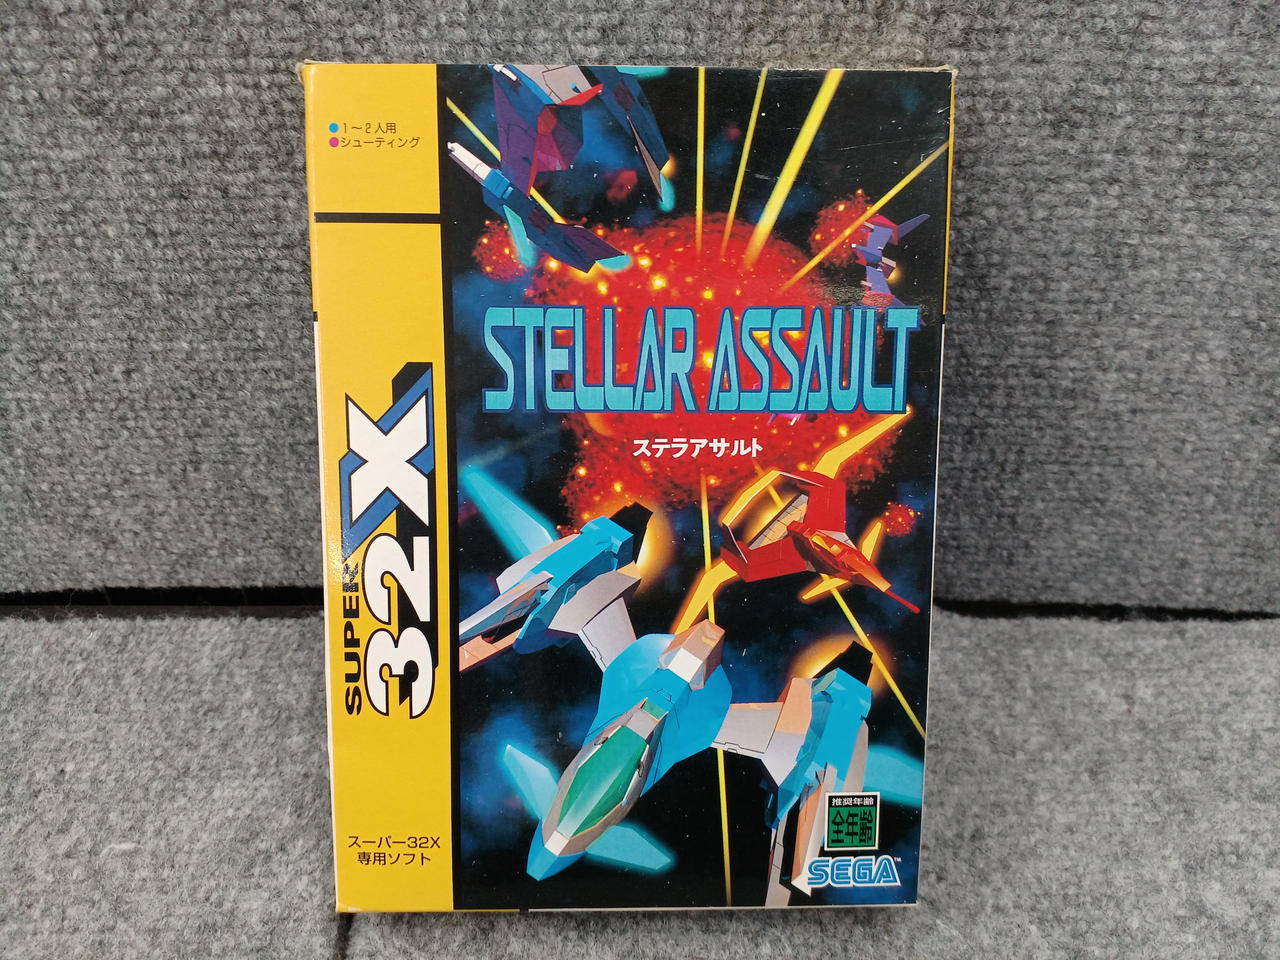 ●1～2人用
●シューティング
SUPER 32X
スーパー32X
専用ソフト
STELLAR ASSAULT
ステラアサルト
推奨年齢
全年齢
SEGA™